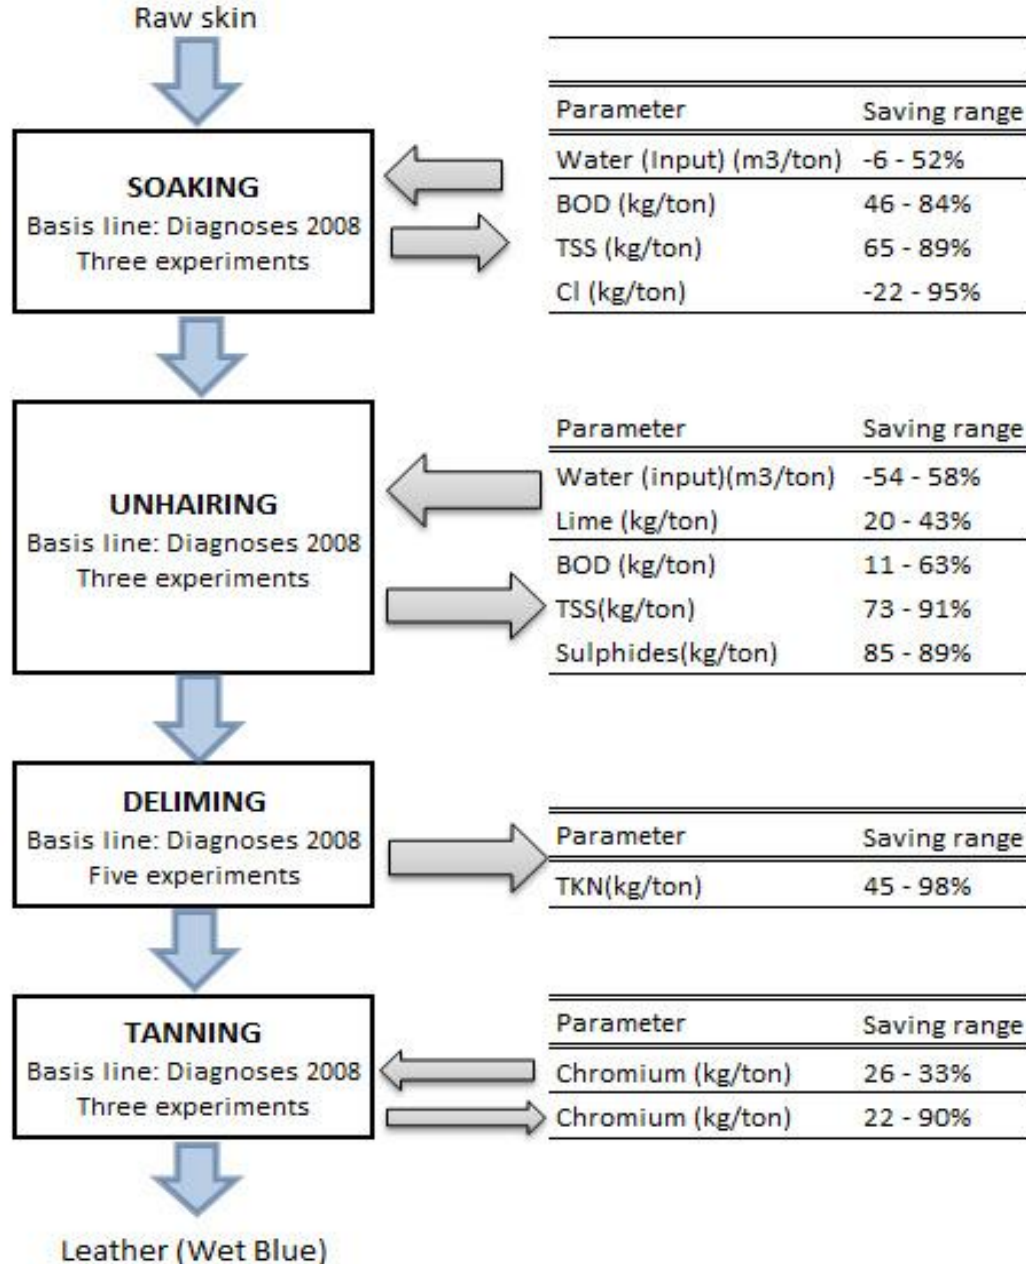 Raw skin
SOAKING
Basis line: Diagnoses 2008
Three experiments
Parameter Saving range
Water (Input) (m3/ton) -6 - 52%
BOD (kg/ton) 46 - 84%
TSS (kg/ton) 65 - 89%
Cl (kg/ton) -22 - 95%
UNHAIRING
Basis line: Diagnoses 2008
Three experiments
Parameter Saving range
Water (input)(m3/ton) -54 - 58%
Lime (kg/ton) 20 - 43%
BOD (kg/ton) 11 - 63%
TSS(kg/ton) 73 - 91%
Sulphides(kg/ton) 85 - 89%
DELIMING
Basis line: Diagnoses 2008
Five experiments
Parameter Saving range
TKN(kg/ton) 45 - 98%
TANNING
Basis line: Diagnoses 2008
Three experiments
Parameter Saving range
Chromium (kg/ton) 26 - 33%
Chromium (kg/ton) 22 - 90%
Leather (Wet Blue)